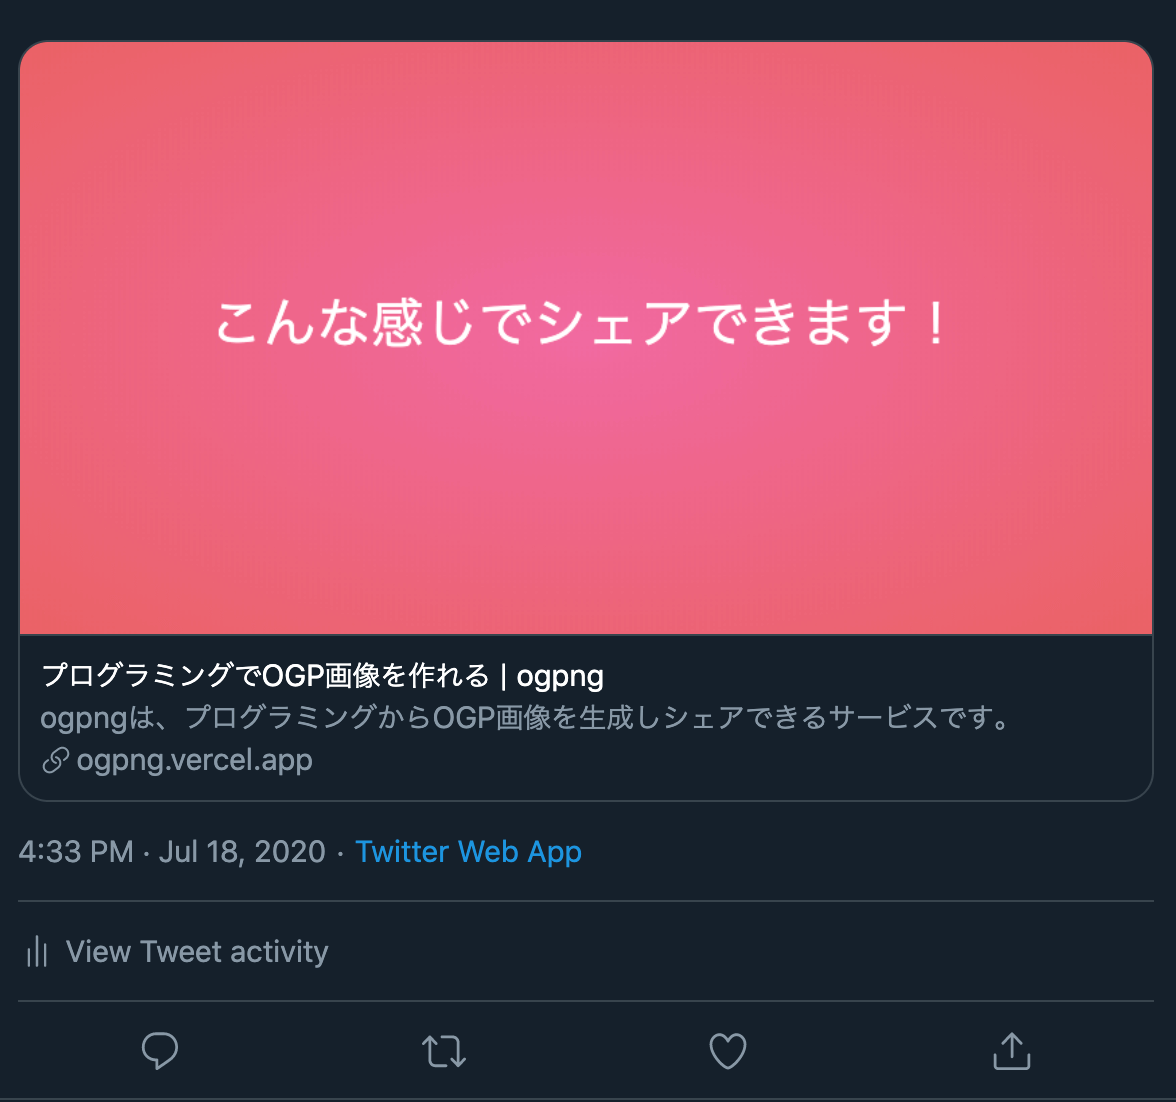 こんな感じでシェアできます！
プログラミングでOGP画像を作れる | ogpng
ogpngは、プログラミングからOGP画像を生成しシェアできるサービスです。
ogpng.vercel.app
4:33 PM · Jul 18, 2020 · Twitter Web App
View Tweet activity